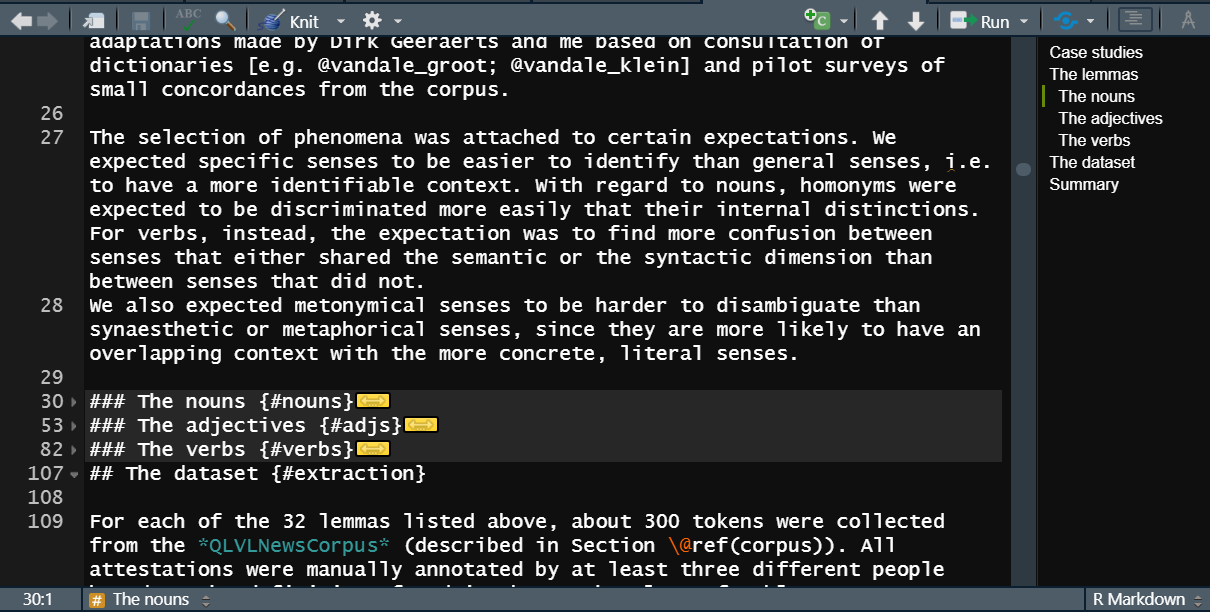 ABC Knit C Run
adaptations made by Dirk Geeraerts and me based on consultation of
dictionaries [e.g. @vandale_groot; @vandale_klein] and pilot surveys of
small concordances from the corpus.
26
27 The selection of phenomena was attached to certain expectations. We
expected specific senses to be easier to identify than general senses, i.e.
to have a more identifiable context. With regard to nouns, homonyms were
expected to be discriminated more easily that their internal distinctions.
For verbs, instead, the expectation was to find more confusion between
senses that either shared the semantic or the syntactic dimension than
between senses that did not.
28 We also expected metonymical senses to be harder to disambiguate than
synaesthetic or metaphorical senses, since they are more likely to have an
overlapping context with the more concrete, literal senses.
29
30 ### The nouns {#nouns}
53 ### The adjectives {#adjs}
82 ### The verbs {#verbs}
107 ## The dataset {#extraction}
108
109 For each of the 32 lemmas listed above, about 300 tokens were collected
from the *QLVLNewsCorpus* (described in Section \@ref(corpus)). All
attestations were manually annotated by at least three different people
Case studies
The lemmas
The nouns
The adjectives
The verbs
The dataset
Summary
30:1 # The nouns R Markdown